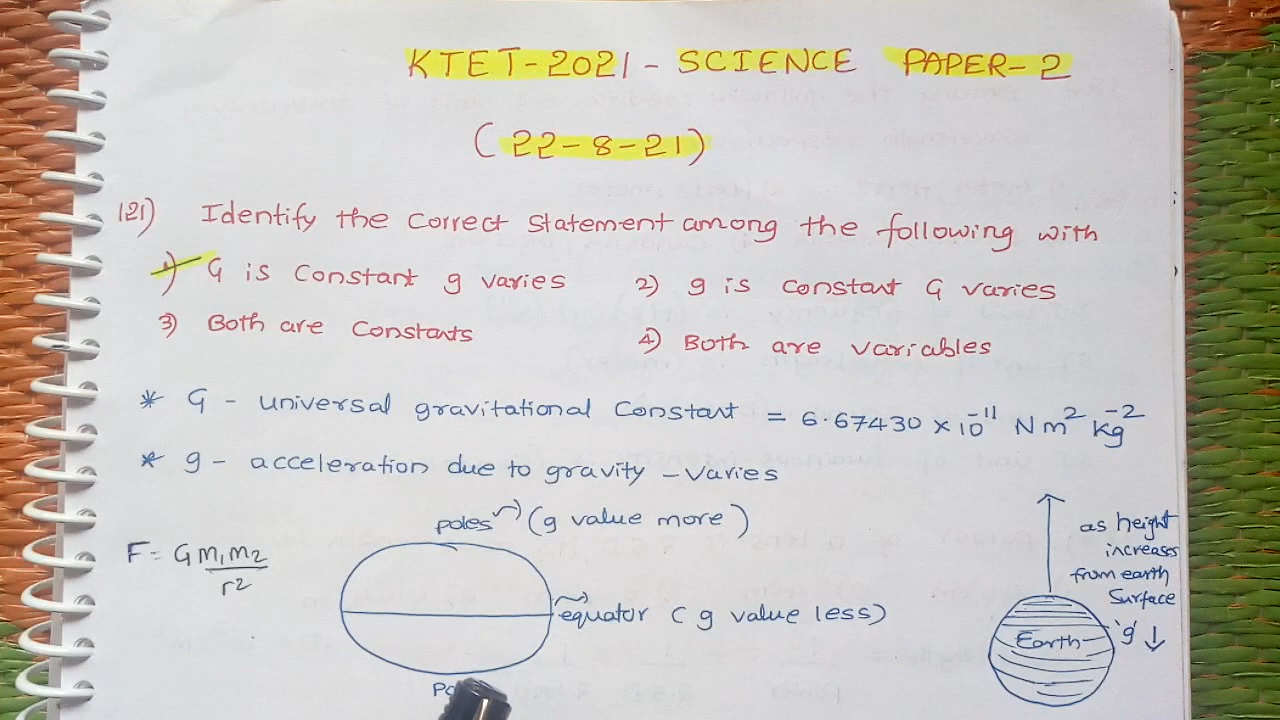 KTET-2021 - SCIENCE PAPER-2
(22-8-21)
121) Identify the correct statement among the following with
1) G is constant g varies 2) g is constant G varies
3) Both are constants 4) Both are variables
* G - universal gravitational constant = 6.67430 × 10⁻¹¹ N m² kg⁻²
* g - acceleration due to gravity - varies
poles (g value more)
F = G m₁m₂
r²
equator (g value less)
as height
increases
from earth
surface
'g' ↓
Earth